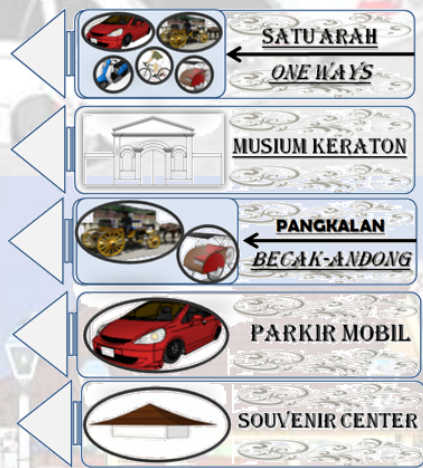 SATU ARAH
ONE WAYS
MUSIUM KERATON
PANGKALAN
BECAK-ANDONG
PARKIR MOBIL
SOUVENIR CENTER